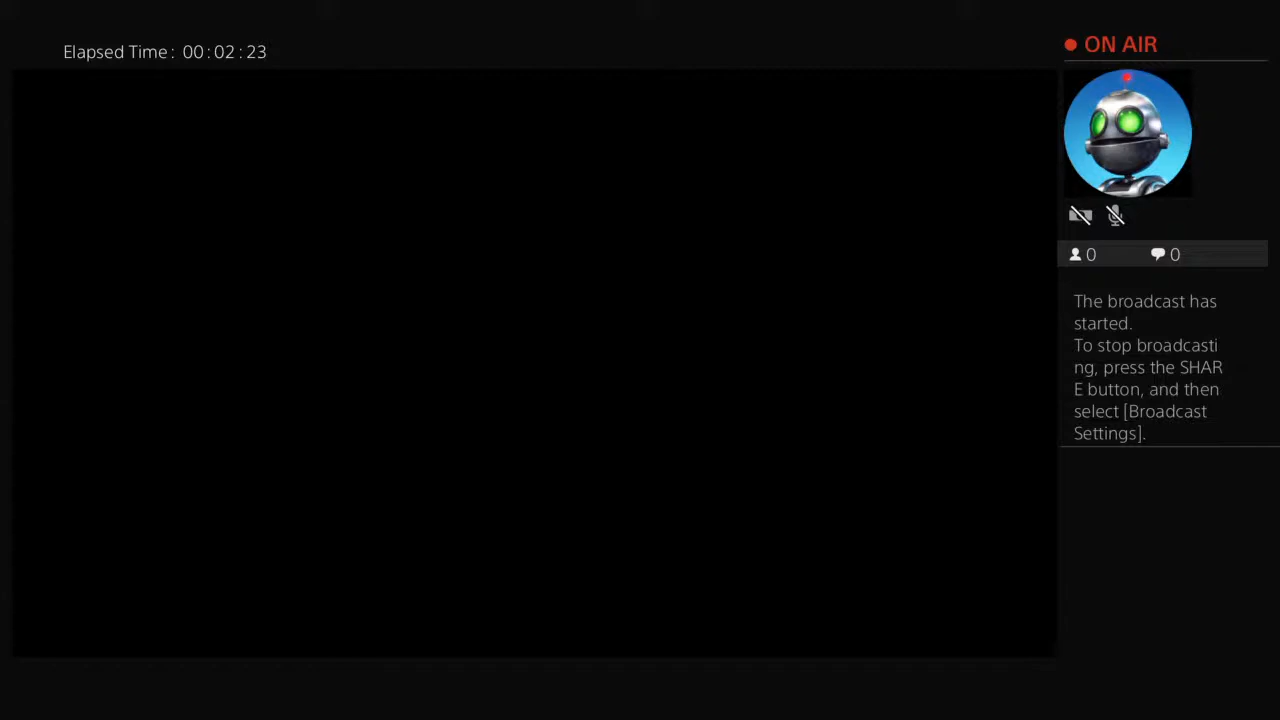 Elapsed Time: 00:02:23
ON AIR
0 0
The broadcast has
started.
To stop broadcasti
ng, press the SHAR
E button, and then
select [Broadcast
Settings].